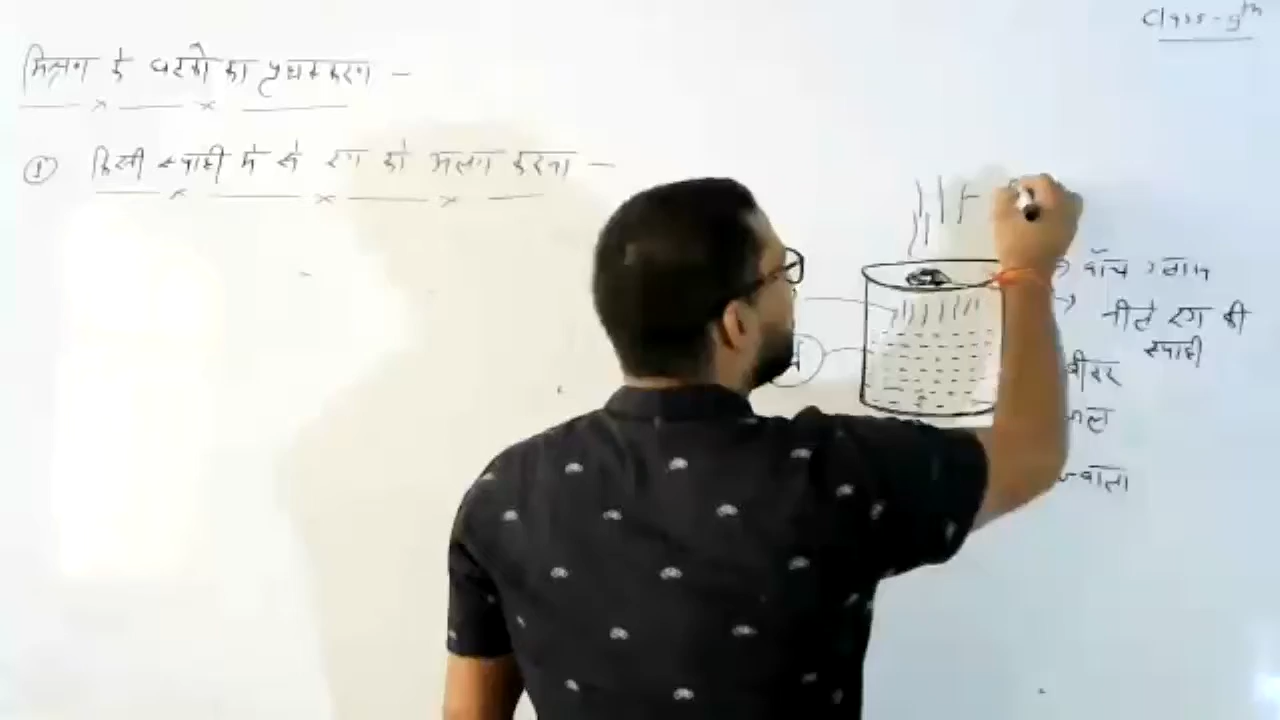 Class-9th
मिश्रण के घटकों का पृथक्करण -
① किसी स्याही में से रंग को अलग करना -
वॉच ग्लास
नीले रंग की
स्याही
बीकर
जल
ज्वाला